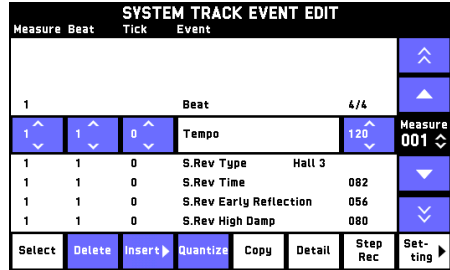 SYSTEM TRACK EVENT EDIT
Measure Beat Tick Event
1 Beat 4/4
1 1 0 Tempo 120
Measure
001
1 1 0 S.Rev Type Hall 3
1 1 0 S.Rev Time 082
1 1 0 S.Rev Early Reflection 056
1 1 0 S.Rev High Damp 080
Select Delete Insert Quantize Copy Detail Step Rec Set-ting